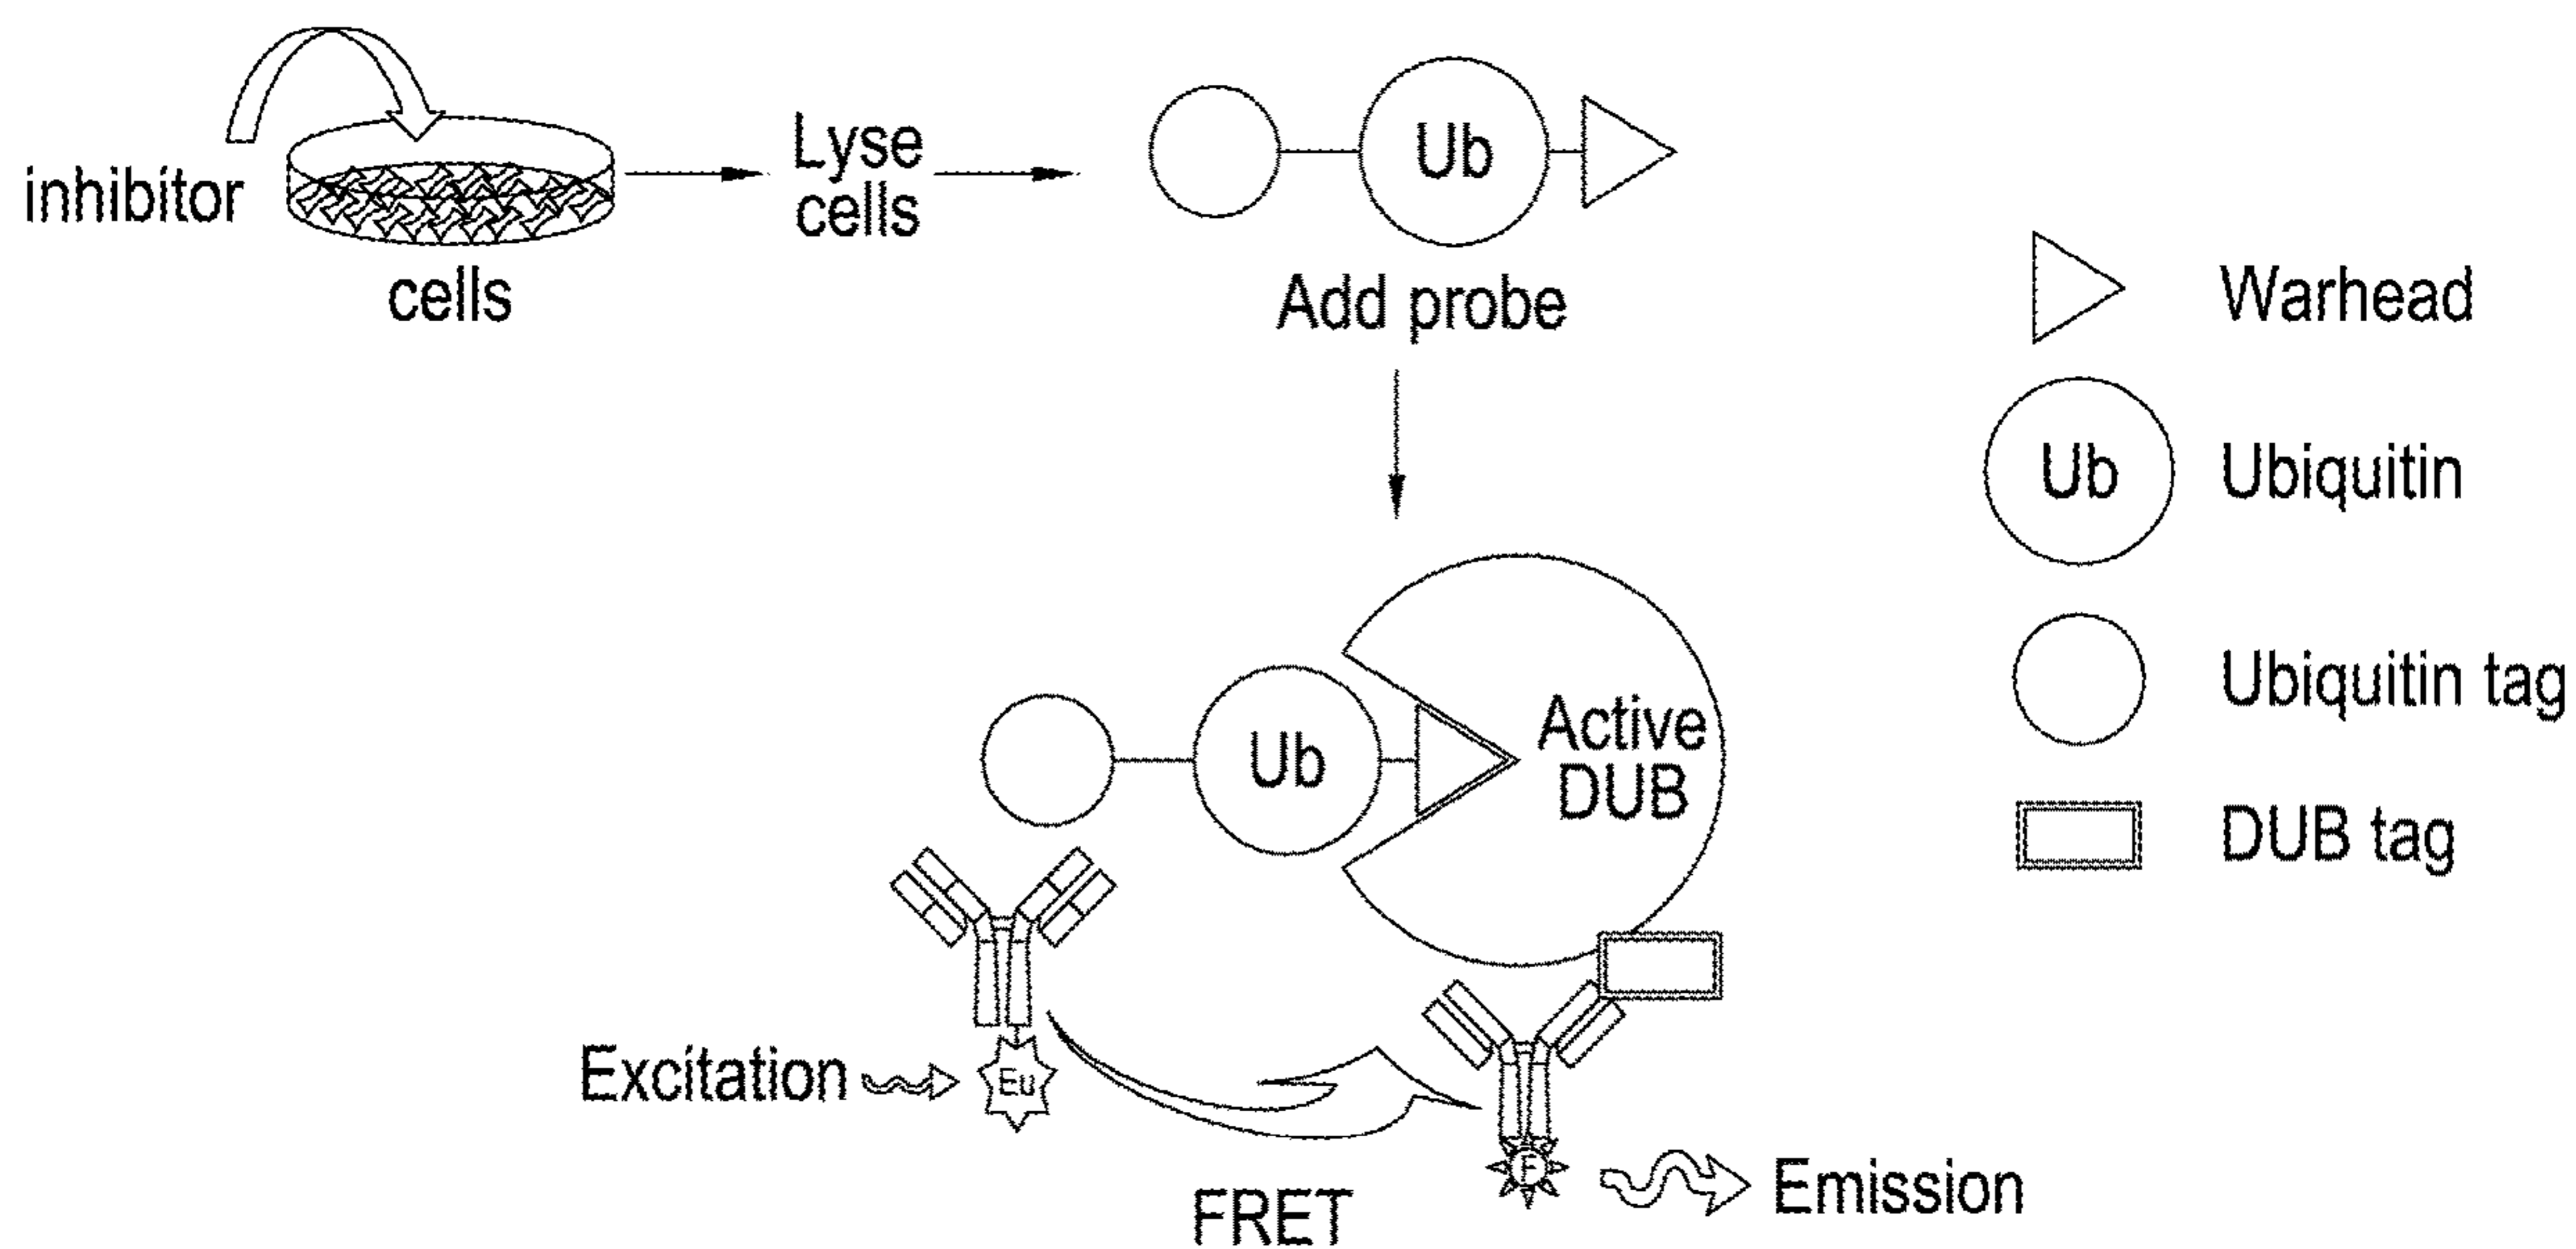 inhibitor
cells
Lyse
cells
Ub
Add probe
Warhead
Ub
Ubiquitin
Ubiquitin tag
DUB tag
Ub
Active
DUB
Excitation
Eu
FRET
F
Emission